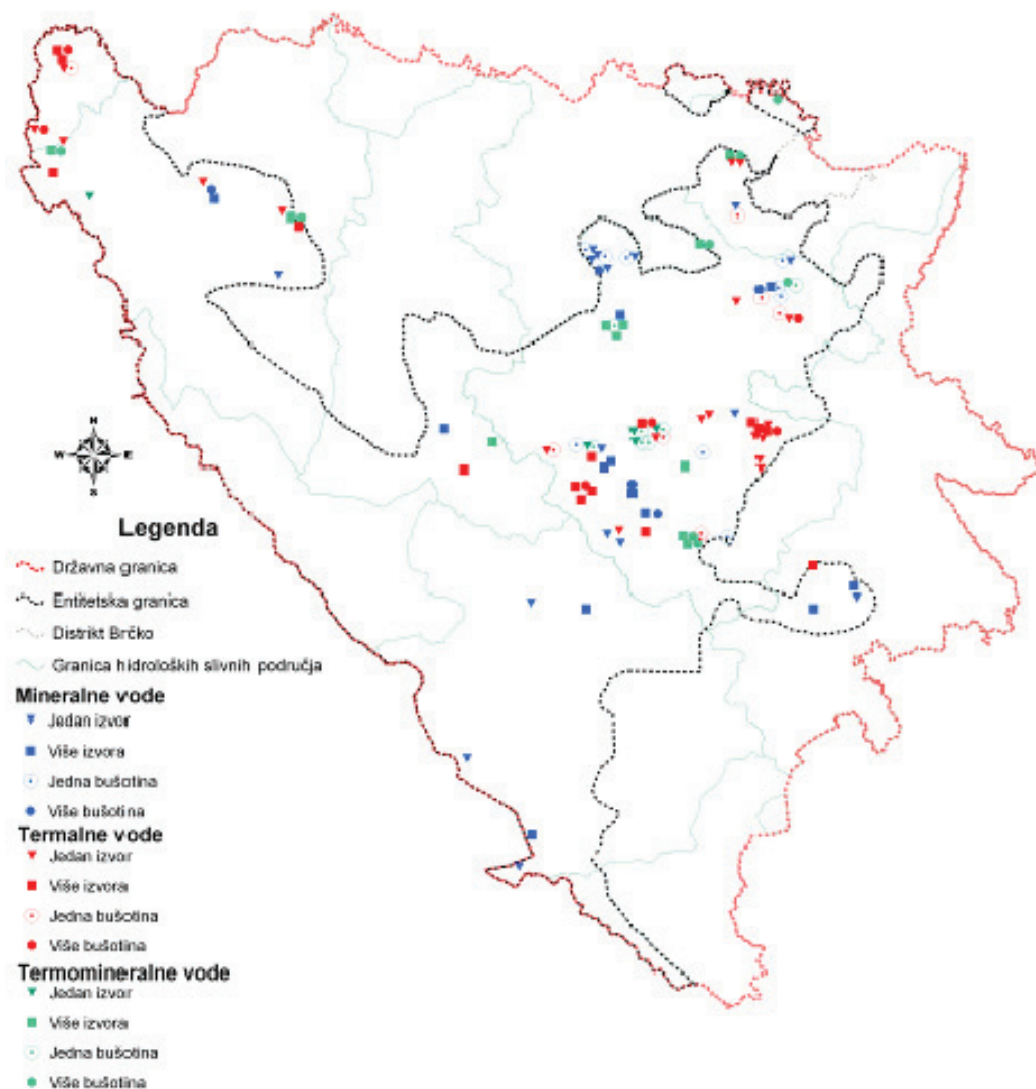 N
W E
S
Legenda
Državna granica
Entitetska granica
Distrikt Brčko
Granica hidroloških slivnih područja
Mineralne vode
Jedan izvor
Više izvora
Jedna bušotina
Više bušotina
Termalne vode
Jedan izvor
Više izvora
Jedna bušotina
Više bušotina
Termomineralne vode
Jedan izvor
Više izvora
Jedna bušotina
Više bušotina